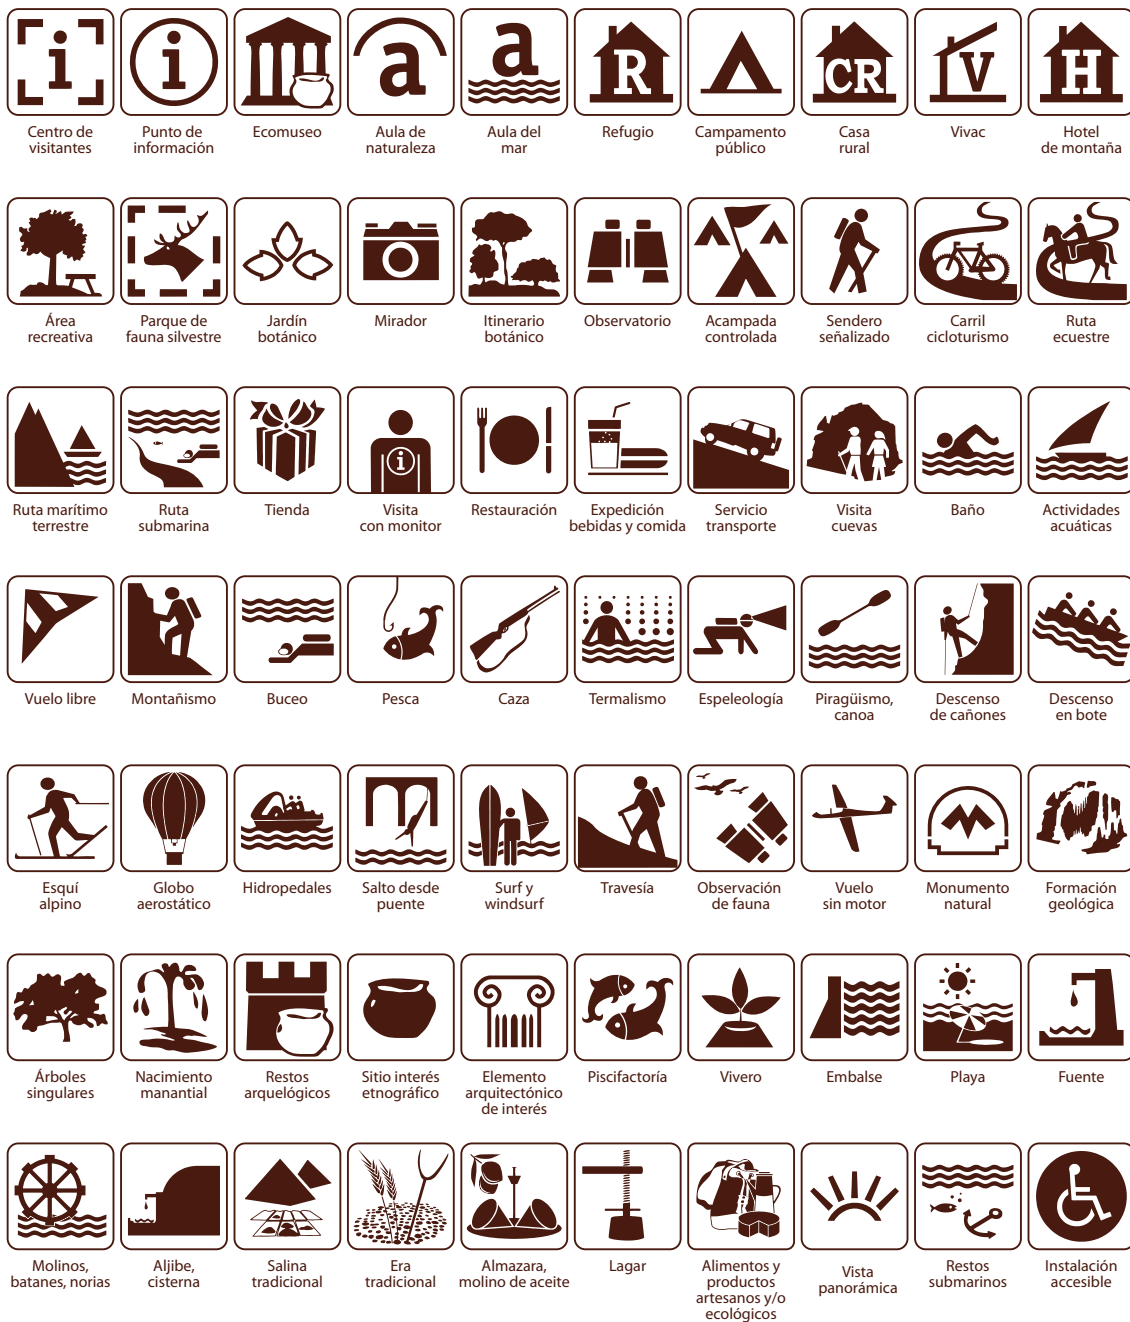 i
i
a
a
R
CR
V
H
Centro de
visitantes
Punto de
información
Ecomuseo
Aula de
naturaleza
Aula del
mar
Refugio
Campamento
público
Casa
rural
Vivac
Hotel
de montaña
Área
recreativa
Parque de
fauna silvestre
Jardín
botánico
Mirador
Itinerario
botánico
Observatorio
Acampada
controlada
Sendero
señalizado
Carril
cicloturismo
Ruta
ecuestre
i
Ruta marítimo
terrestre
Ruta
submarina
Tienda
Visita
con monitor
Restauración
Expedición
bebidas y comida
Servicio
transporte
Visita
cuevas
Baño
Actividades
acuáticas
Vuelo libre
Montañismo
Buceo
Pesca
Caza
Termalismo
Espeleología
Piragüismo,
canoa
Descenso
de cañones
Descenso
en bote
Esquí
alpino
Globo
aerostático
Hidropedales
Salto desde
puente
Surf y
windsurf
Travesía
Observación
de fauna
Vuelo
sin motor
Monumento
natural
Formación
geológica
Árboles
singulares
Nacimiento
manantial
Restos
arquelógicos
Sitio interés
etnográfico
Elemento
arquitectónico
de interés
Piscifactoría
Vivero
Embalse
Playa
Fuente
Molinos,
batanes, norias
Aljibe,
cisterna
Salina
tradicional
Era
tradicional
Almazara,
molino de aceite
Lagar
Alimentos y
productos
artesanos y/o
ecológicos
Vista
panorámica
Restos
submarinos
Instalación
accesible